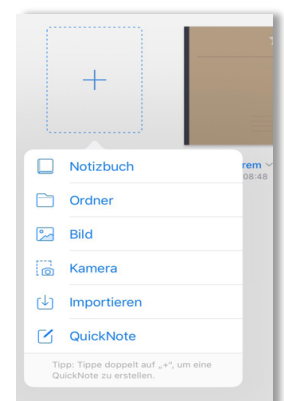 Notizbuch
rem
08:48
Ordner
Bild
Kamera
Importieren
QuickNote
Tipp: Tippe doppelt auf „+“, um eine
QuickNote zu erstellen.